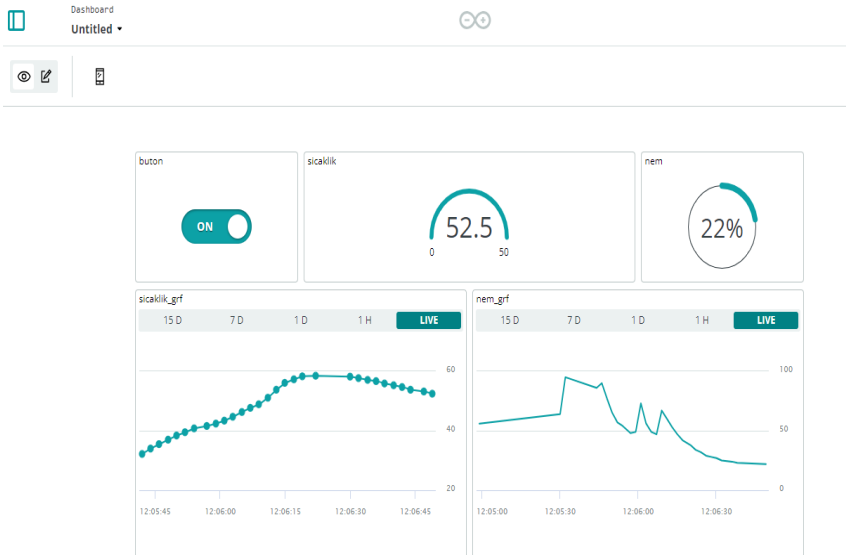 Dashboard
Untitled
buton
ON
sicaklik
52.5
0 50
nem
22%
sicaklik_grf
15 D 7 D 1 D 1 H LIVE
60
40
20
12:05:45 12:06:00 12:06:15 12:06:30 12:06:45
nem_grf
15 D 7 D 1 D 1 H LIVE
100
50
0
12:05:00 12:05:30 12:06:00 12:06:30